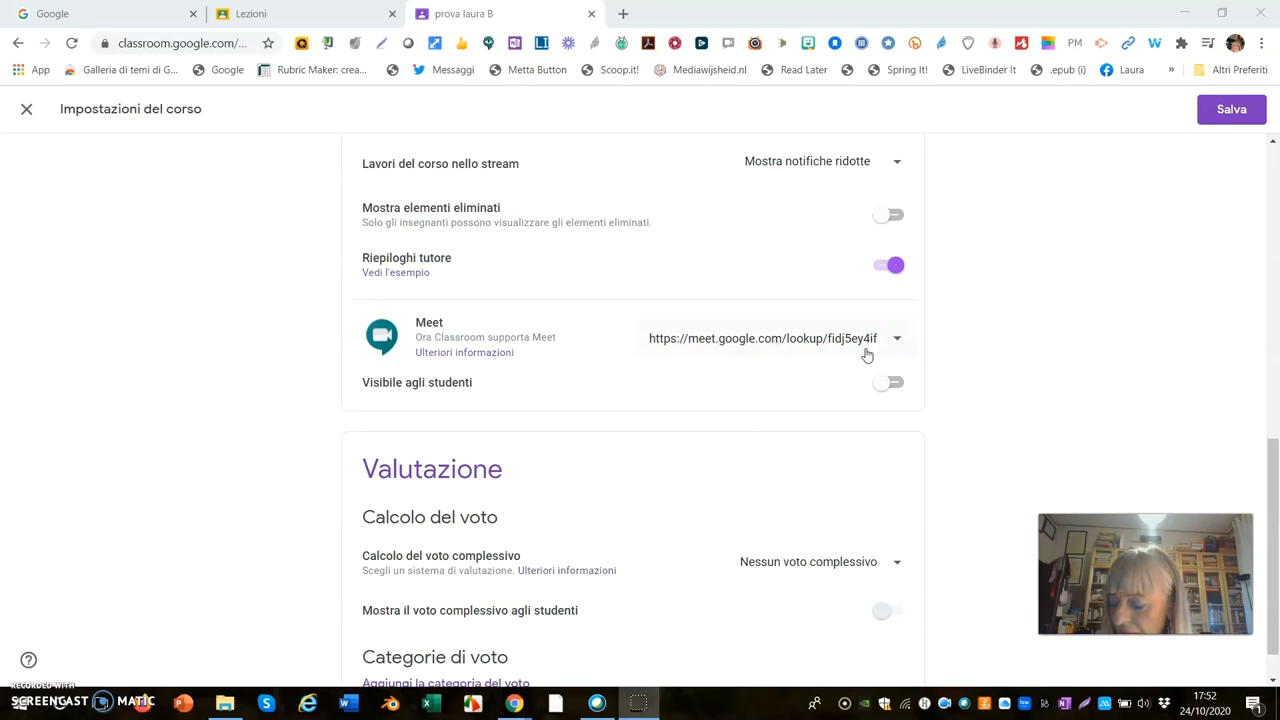 Google
Lezioni
prova laura B
classroom.google.com/...
PM
App
Galleria di temi di G...
Google
Rubric Maker: crea...
Messaggi
Metta Button
Scoop.it!
Mediawijsheid.nl
Read Later
Spring It!
LiveBinder It
.epub (i)
Laura
»
Altri Preferiti
Impostazioni del corso
Salva
Lavori del corso nello stream
Mostra notifiche ridotte
Mostra elementi eliminati
Solo gli insegnanti possono visualizzare gli elementi eliminati.
Riepiloghi tutore
Vedi l'esempio
Meet
Ora Classroom supporta Meet
https://meet.google.com/lookup/fidj5ey4if
Ulteriori informazioni
Visibile agli studenti
Valutazione
Calcolo del voto
Calcolo del voto complessivo
Nessun voto complessivo
Scegli un sistema di valutazione. Ulteriori informazioni
Mostra il voto complessivo agli studenti
Categorie di voto
Aggiungi la categoria del voto
RECORDED WITH
SCREENCAST MATIC
17:52
24/10/2020